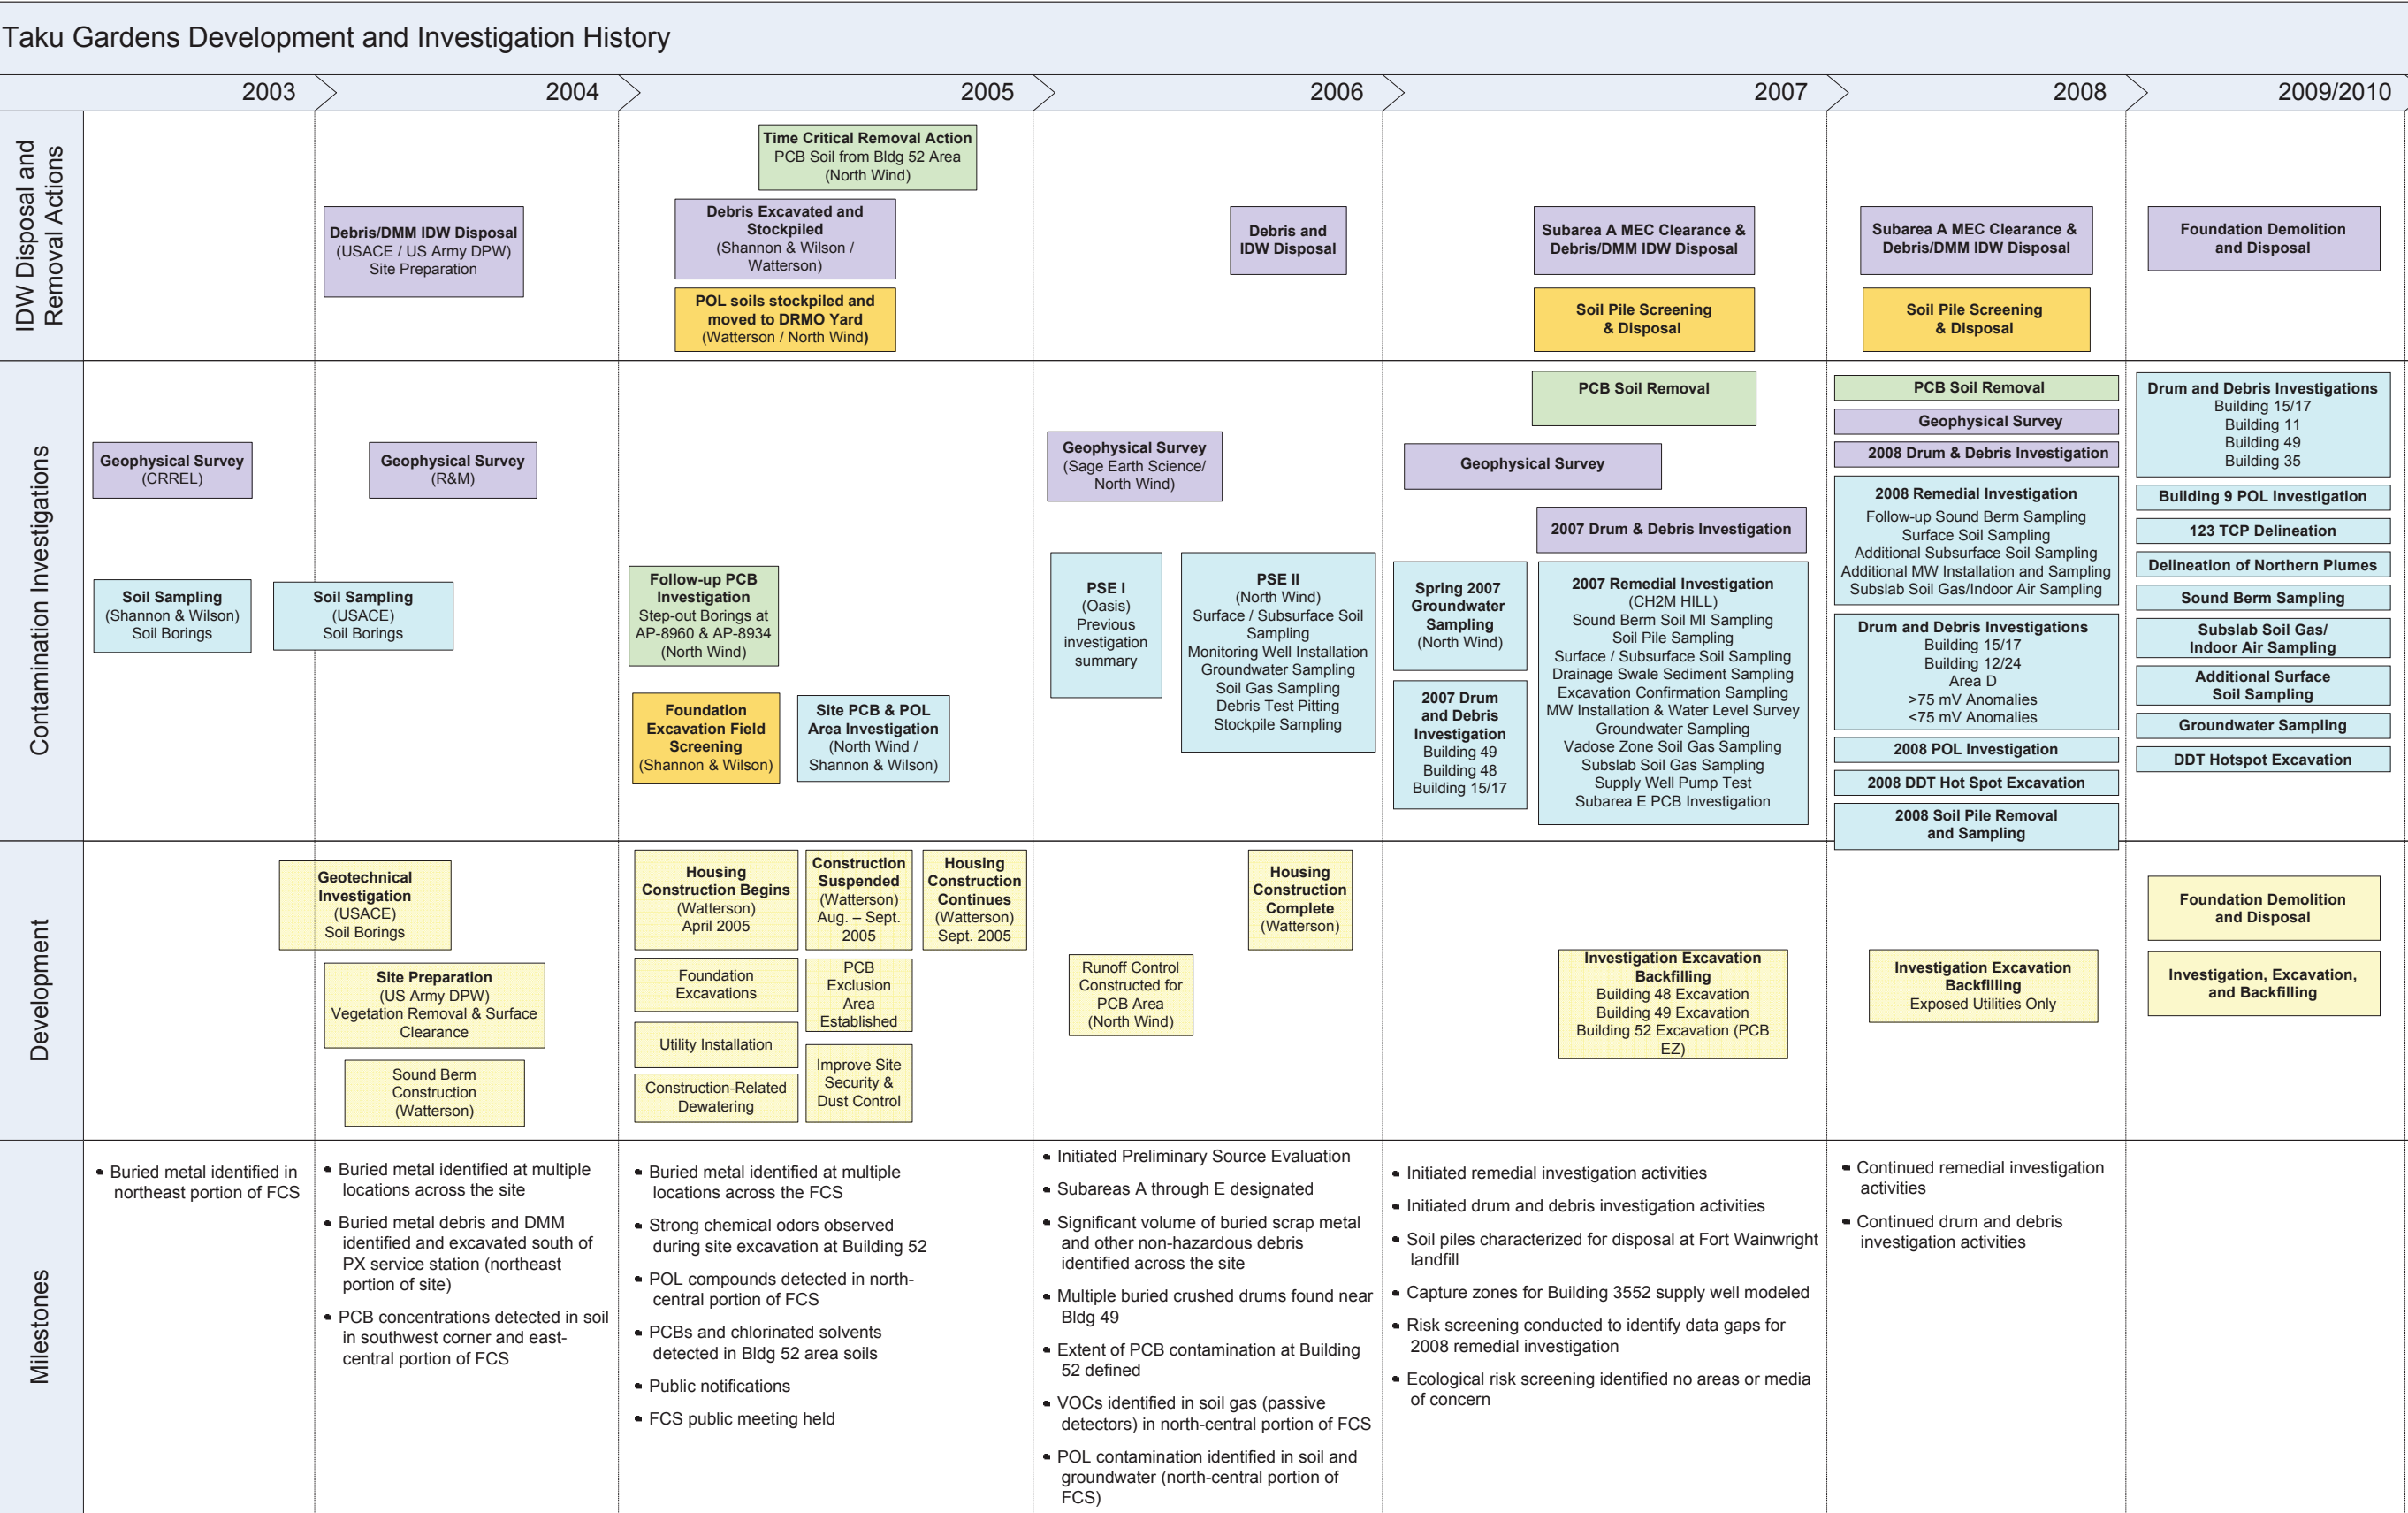 Taku Gardens Development and Investigation History
2003
2004
2005
2006
2007
2008
2009/2010
IDW Disposal and
Removal Actions
Debris/DMM IDW Disposal
(USACE / US Army DPW)
Site Preparation
Time Critical Removal Action
PCB Soil from Bldg 52 Area
(North Wind)
Debris Excavated and
Stockpiled
(Shannon & Wilson /
Watterson)
POL soils stockpiled and
moved to DRMO Yard
(Watterson / North Wind)
Debris and
IDW Disposal
Subarea A MEC Clearance &
Debris/DMM IDW Disposal
Soil Pile Screening
& Disposal
Subarea A MEC Clearance &
Debris/DMM IDW Disposal
Soil Pile Screening
& Disposal
Foundation Demolition
and Disposal
Contamination Investigations
Geophysical Survey
(CRREL)
Soil Sampling
(Shannon & Wilson)
Soil Borings
Geophysical Survey
(R&M)
Soil Sampling
(USACE)
Soil Borings
Follow-up PCB
Investigation
Step-out Borings at
AP-8960 & AP-8934
(North Wind)
Foundation
Excavation Field
Screening
(Shannon & Wilson)
Site PCB & POL
Area Investigation
(North Wind /
Shannon & Wilson)
Geophysical Survey
(Sage Earth Science/
North Wind)
PSE I
(Oasis)
Previous
investigation
summary
PSE II
(North Wind)
Surface / Subsurface Soil
Sampling
Monitoring Well Installation
Groundwater Sampling
Soil Gas Sampling
Debris Test Pitting
Stockpile Sampling
PCB Soil Removal
Geophysical Survey
2007 Drum & Debris Investigation
Spring 2007
Groundwater
Sampling
(North Wind)
2007 Drum
and Debris
Investigation
Building 49
Building 48
Building 15/17
2007 Remedial Investigation
(CH2M HILL)
Sound Berm Soil MI Sampling
Soil Pile Sampling
Surface / Subsurface Soil Sampling
Drainage Swale Sediment Sampling
Excavation Confirmation Sampling
MW Installation & Water Level Survey
Groundwater Sampling
Vadose Zone Soil Gas Sampling
Subslab Soil Gas Sampling
Supply Well Pump Test
Subarea E PCB Investigation
PCB Soil Removal
Geophysical Survey
2008 Drum & Debris Investigation
2008 Remedial Investigation
Follow-up Sound Berm Sampling
Surface Soil Sampling
Additional Subsurface Soil Sampling
Additional MW Installation and Sampling
Subslab Soil Gas/Indoor Air Sampling
Drum and Debris Investigations
Building 15/17
Building 12/24
Area D
>75 mV Anomalies
<75 mV Anomalies
2008 POL Investigation
2008 DDT Hot Spot Excavation
2008 Soil Pile Removal
and Sampling
Drum and Debris Investigations
Building 15/17
Building 11
Building 49
Building 35
Building 9 POL Investigation
123 TCP Delineation
Delineation of Northern Plumes
Sound Berm Sampling
Subslab Soil Gas/
Indoor Air Sampling
Additional Surface
Soil Sampling
Groundwater Sampling
DDT Hotspot Excavation
Development
Geotechnical
Investigation
(USACE)
Soil Borings
Site Preparation
(US Army DPW)
Vegetation Removal & Surface
Clearance
Sound Berm
Construction
(Watterson)
Housing
Construction Begins
(Watterson)
April 2005
Foundation
Excavations
Utility Installation
Construction-Related
Dewatering
Construction
Suspended
(Watterson)
Aug. – Sept.
2005
PCB
Exclusion
Area
Established
Improve Site
Security &
Dust Control
Housing
Construction
Continues
(Watterson)
Sept. 2005
Runoff Control
Constructed for
PCB Area
(North Wind)
Housing
Construction
Complete
(Watterson)
Investigation Excavation
Backfilling
Building 48 Excavation
Building 49 Excavation
Building 52 Excavation (PCB
EZ)
Investigation Excavation
Backfilling
Exposed Utilities Only
Foundation Demolition
and Disposal
Investigation, Excavation,
and Backfilling
Milestones
Buried metal identified in
northeast portion of FCS
Buried metal identified at multiple
locations across the site
Buried metal debris and DMM
identified and excavated south of
PX service station (northeast
portion of site)
PCB concentrations detected in soil
in southwest corner and east-
central portion of FCS
Buried metal identified at multiple
locations across the FCS
Strong chemical odors observed
during site excavation at Building 52
POL compounds detected in north-
central portion of FCS
PCBs and chlorinated solvents
detected in Bldg 52 area soils
Public notifications
FCS public meeting held
Initiated Preliminary Source Evaluation
Subareas A through E designated
Significant volume of buried scrap metal
and other non-hazardous debris
identified across the site
Multiple buried crushed drums found near
Bldg 49
Extent of PCB contamination at Building
52 defined
VOCs identified in soil gas (passive
detectors) in north-central portion of FCS
POL contamination identified in soil and
groundwater (north-central portion of
FCS)
Initiated remedial investigation activities
Initiated drum and debris investigation activities
Soil piles characterized for disposal at Fort Wainwright
landfill
Capture zones for Building 3552 supply well modeled
Risk screening conducted to identify data gaps for
2008 remedial investigation
Ecological risk screening identified no areas or media
of concern
Continued remedial investigation
activities
Continued drum and debris
investigation activities